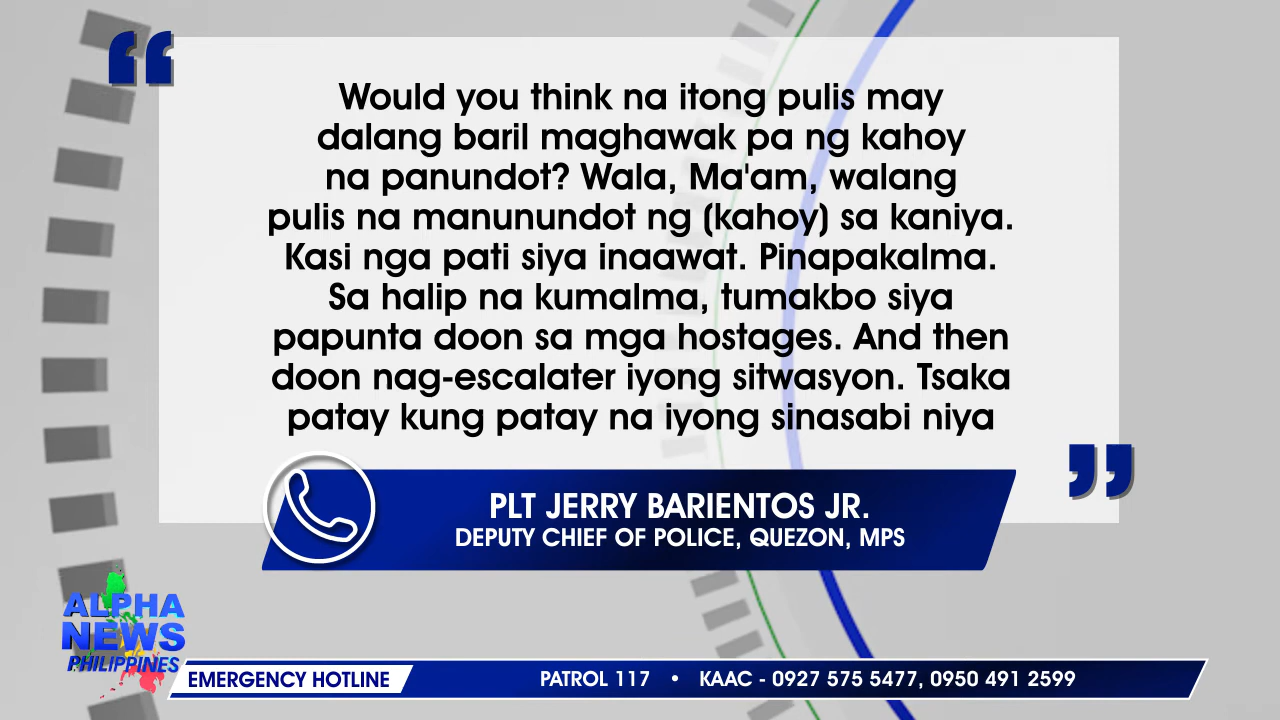 “
Would you think na itong pulis may
dalang baril maghawak pa ng kahoy
na panundot? Wala, Ma'am, walang
pulis na manunundot ng (kahoy) sa kaniya.
Kasi nga pati siya inaawat. Pinapakalma.
Sa halip na kumalma, tumakbo siya
papunta doon sa mga hostages. And then
doon nag-escalater iyong sitwasyon. Tsaka
patay kung patay na iyong sinasabi niya
”
PLT JERRY BARIENTOS JR.
DEPUTY CHIEF OF POLICE, QUEZON, MPS
ALPHA
NEWS
PHILIPPINES
EMERGENCY HOTLINE
PATROL 117 • KAAC - 0927 575 5477, 0950 491 2599